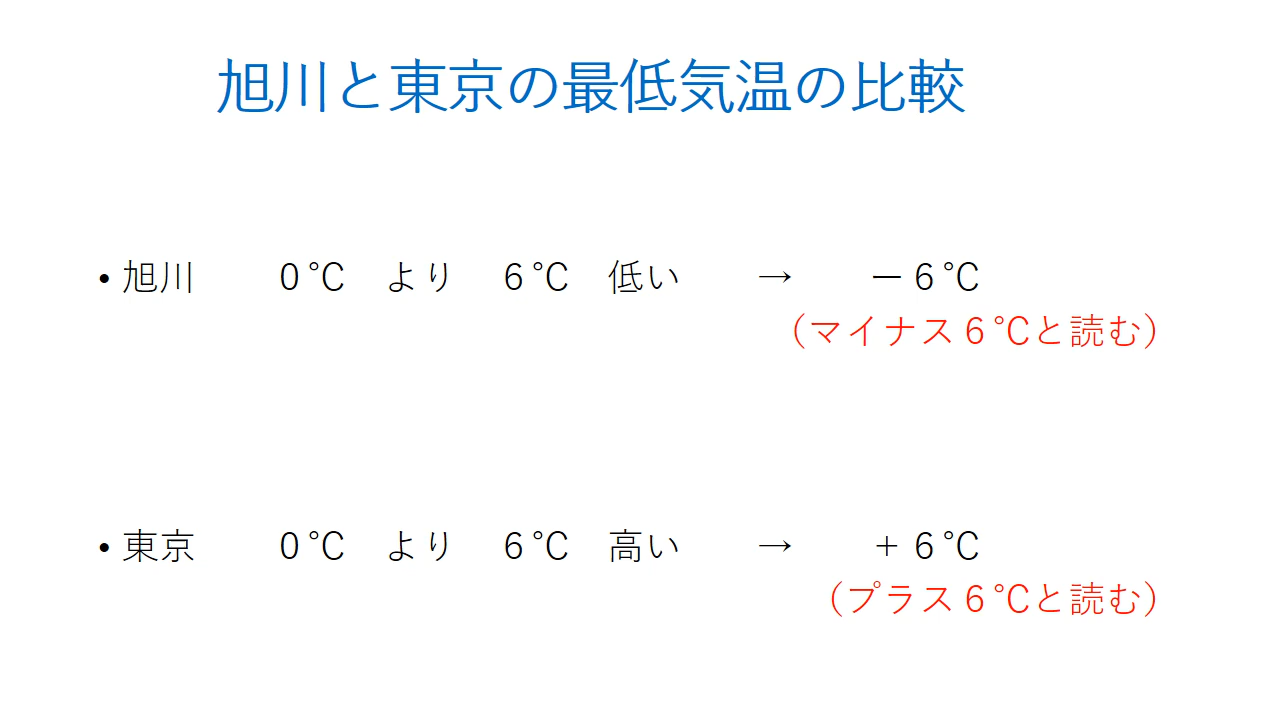 旭川と東京の最低気温の比較
• 旭川　　０℃　より　６℃　低い　　→　　－６℃
（マイナス６℃と読む）
• 東京　　０℃　より　６℃　高い　　→　　＋６℃
（プラス６℃と読む）